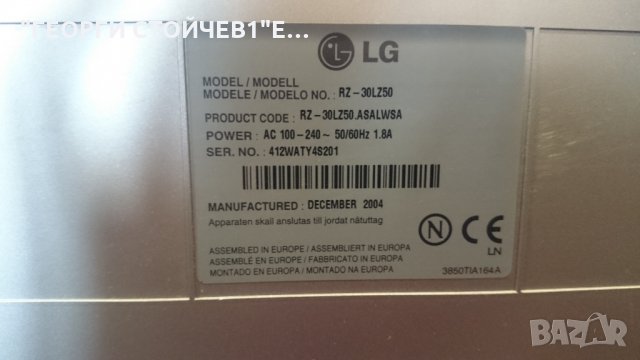 "ГЕОРГИ СТОЙЧЕВ1"Е...
LG
MODEL / MODELL
MODELE / MODELO NO. : RZ-30LZ50
PRODUCT CODE : RZ-30LZ50.ASALWSA
POWER : AC 100-240~ 50/60Hz 1.8A
SER. NO. : 412WATY4S201
MANUFACTURED : DECEMBER 2004
Apparaten skall anslutas till jordat nätuttag
N CE
LN
ASSEMBLED IN EUROPE / ASSEMBLIERT IN EUROPA
ASSEMBLÉ EN EUROPE / FABBRICATO IN EUROPA
MONTADO EN EUROPA / MONTADO NA EUROPA
3850TIA164A
BAZAR
.bg